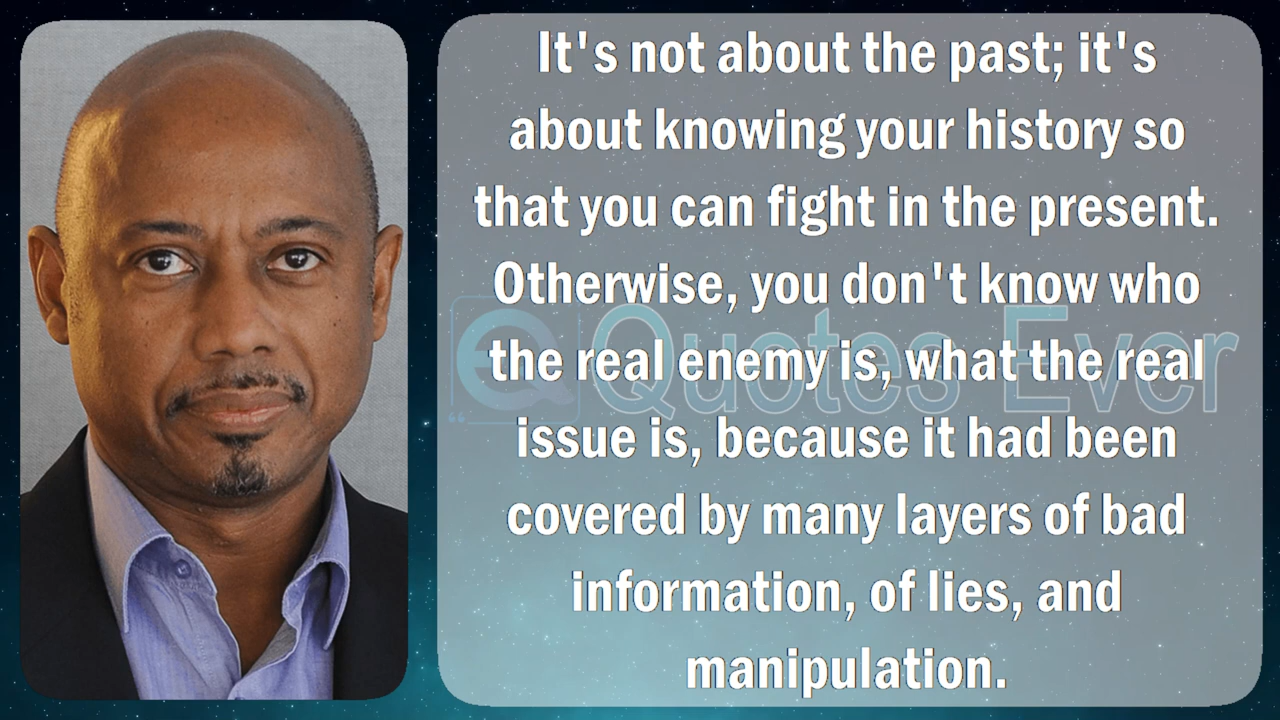 It's not about the past; it's
about knowing your history so
that you can fight in the present.
Otherwise, you don't know who
the real enemy is, what the real
issue is, because it had been
covered by many layers of bad
information, of lies, and
manipulation.
Quotes Ever